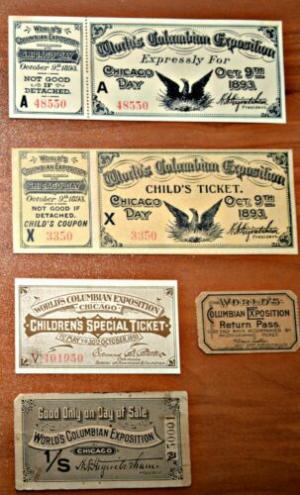 WORLD'S
COLUMBIAN EXPOSITION
CHICAGO DAY
October 9th 1893.
NOT GOOD
IF
DETACHED.
A 48550
World's Columbian Exposition
Expressly For
CHICAGO DAY
OCT. 9TH 1893.
A
48550
PRESIDENT.
WORLD'S
COLUMBIAN EXPOSITION
CHICAGO DAY
October 9th 1893.
NOT GOOD IF
DETACHED.
CHILD'S COUPON
X 3350
World's Columbian Exposition
CHILD'S TICKET.
CHICAGO DAY
OCT. 9TH 1893.
X
3350
PRESIDENT.
WORLD'S COLUMBIAN EXPOSITION
CHICAGO
CHILDREN'S SPECIAL TICKET
WORLD'S
COLUMBIAN EXPOSITION
Return Pass.
Good Only on Day of Sale
WORLD'S COLUMBIAN EXPOSITION
CHICAGO
1/S